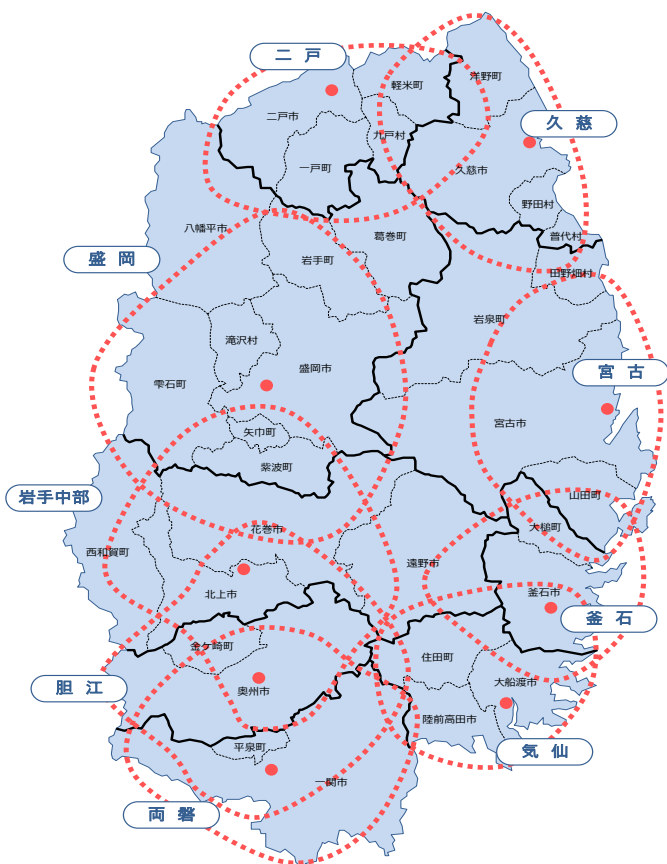 二戸
軽米町
洋野町
二戸市
久慈
九戸村
一戸町
久慈市
野田村
八幡平市
葛巻町
普代村
盛岡
岩手町
田野畑村
岩泉町
滝沢村
盛岡市
宮古
雫石町
宮古市
矢巾町
紫波町
山田町
岩手中部
花巻市
大槌町
西和賀町
遠野市
北上市
釜石市
釜石
金ケ崎町
住田町
胆江
奥州市
大船渡市
陸前高田市
平泉町
気仙
一関市
両磐